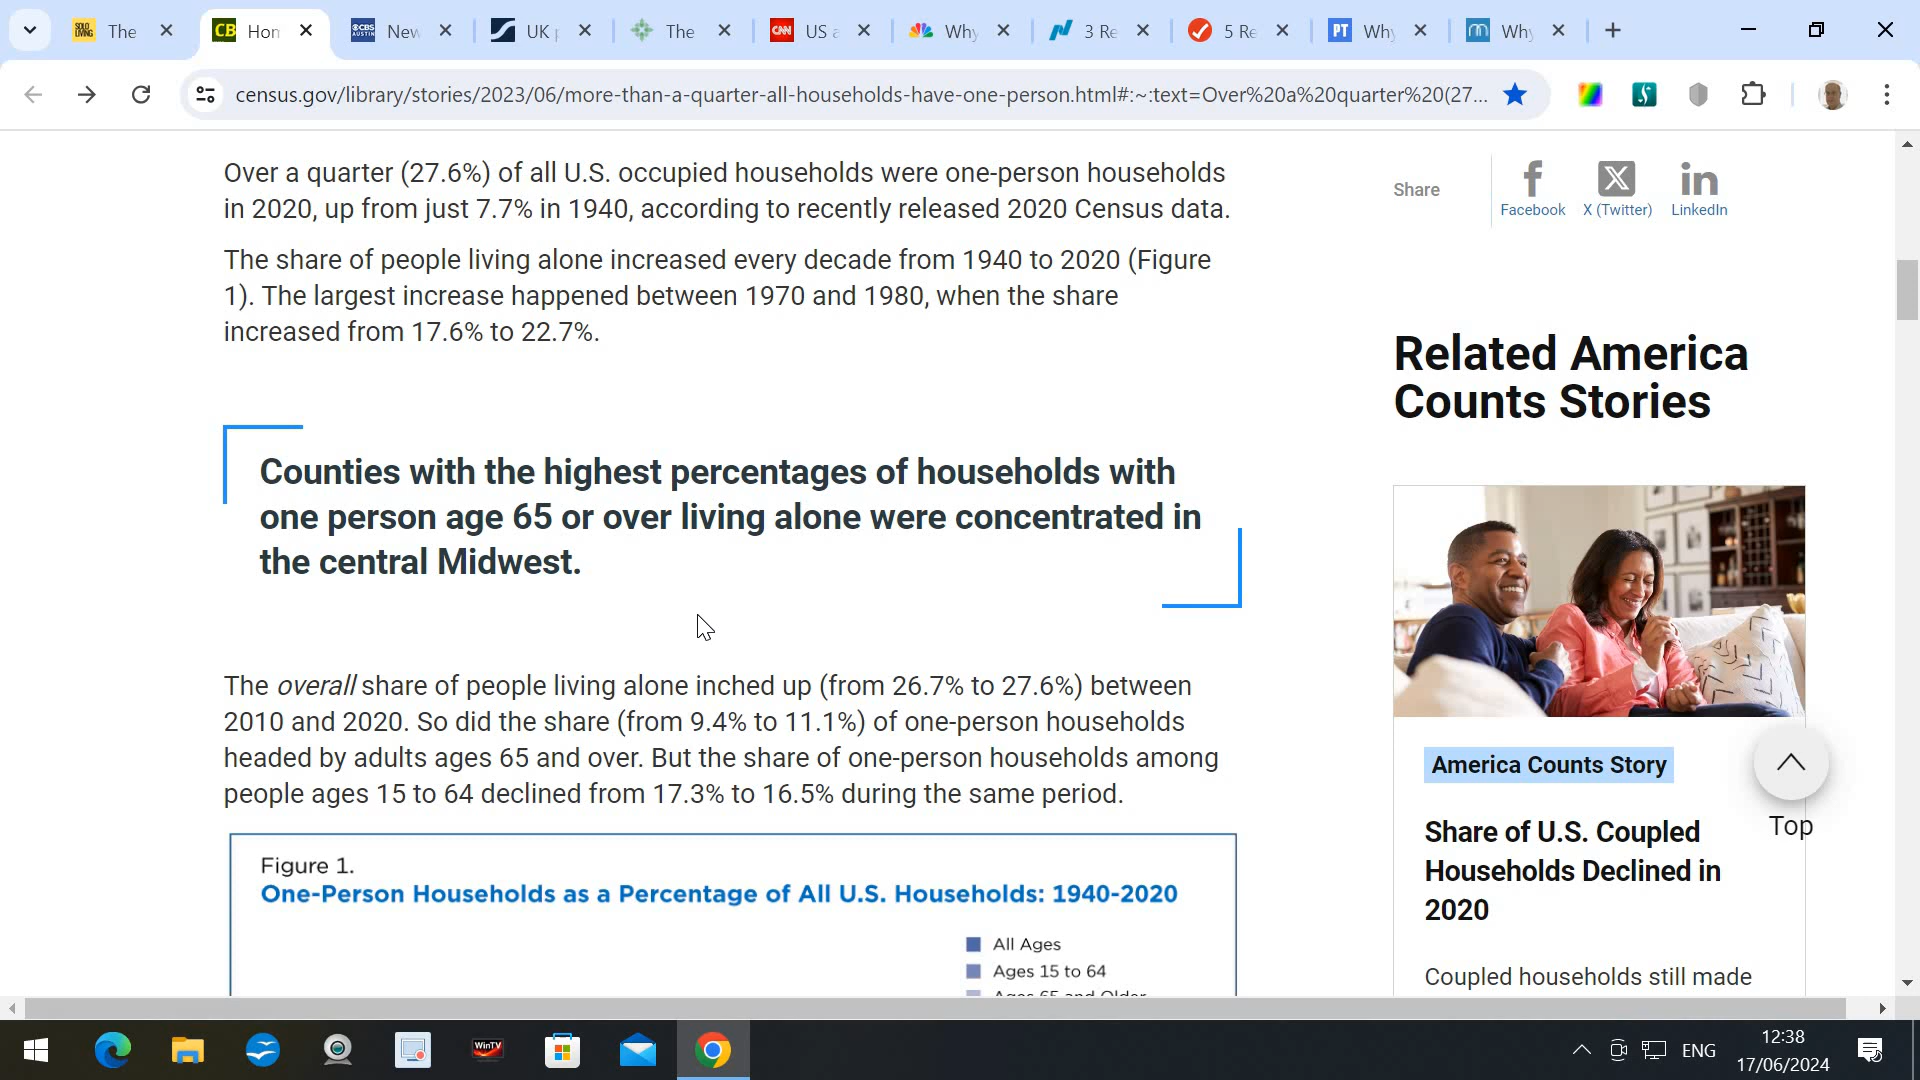 The
Hon
New
UK
The
US a
Why
3 Re
5 Re
Why
Why
census.gov/library/stories/2023/06/more-than-a-quarter-all-households-have-one-person.html#:~:text=Over%20a%20quarter%20(27...
Over a quarter (27.6%) of all U.S. occupied households were one-person households
in 2020, up from just 7.7% in 1940, according to recently released 2020 Census data.
The share of people living alone increased every decade from 1940 to 2020 (Figure
1). The largest increase happened between 1970 and 1980, when the share
increased from 17.6% to 22.7%.
Counties with the highest percentages of households with
one person age 65 or over living alone were concentrated in
the central Midwest.
The overall share of people living alone inched up (from 26.7% to 27.6%) between
2010 and 2020. So did the share (from 9.4% to 11.1%) of one-person households
headed by adults ages 65 and over. But the share of one-person households among
people ages 15 to 64 declined from 17.3% to 16.5% during the same period.
Figure 1.
One-Person Households as a Percentage of All U.S. Households: 1940-2020
All Ages
Ages 15 to 64
Ages 65 and Older
Share
Facebook
X (Twitter)
LinkedIn
Related America
Counts Stories
America Counts Story
Share of U.S. Coupled
Households Declined in
2020
Coupled households still made
Top
WinTV
ENG
12:38
17/06/2024